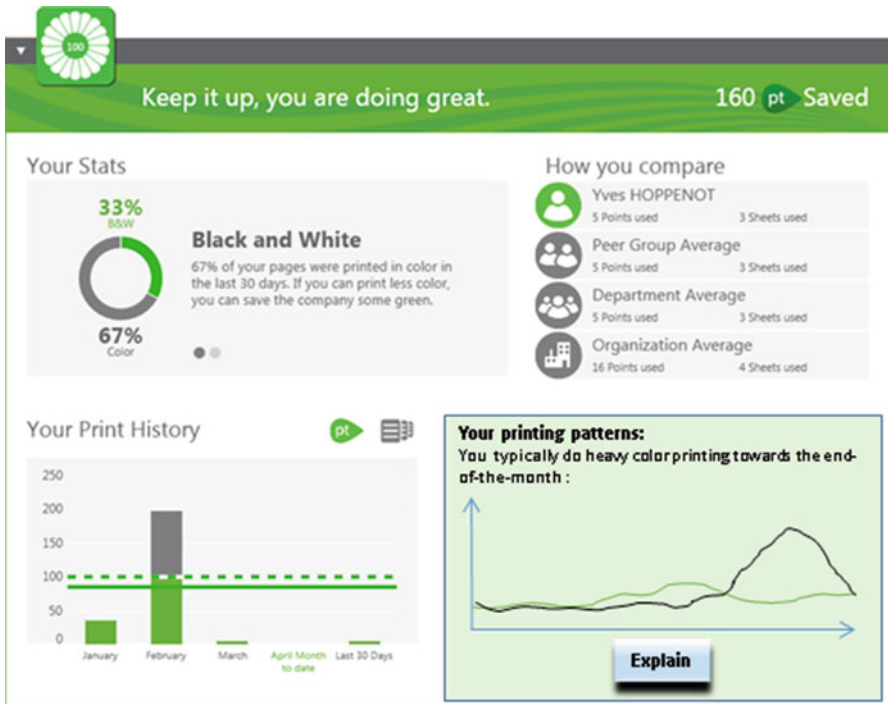 100
Keep it up, you are doing great.
160 pt Saved
Your Stats
33%
B&W
67%
Color
Black and White
67% of your pages were printed in color in
the last 30 days. If you can print less color,
you can save the company some green.
How you compare
Yves HOPPENOT
5 Points used 3 Sheets used
Peer Group Average
5 Points used 3 Sheets used
Department Average
5 Points used 3 Sheets used
Organization Average
16 Points used 4 Sheets used
Your Print History
pt
250
200
150
100
50
0
January February March April Month Last 30 Days
to date
Your printing patterns:
You typically do heavy color printing towards the end-
of-the-month :
Explain